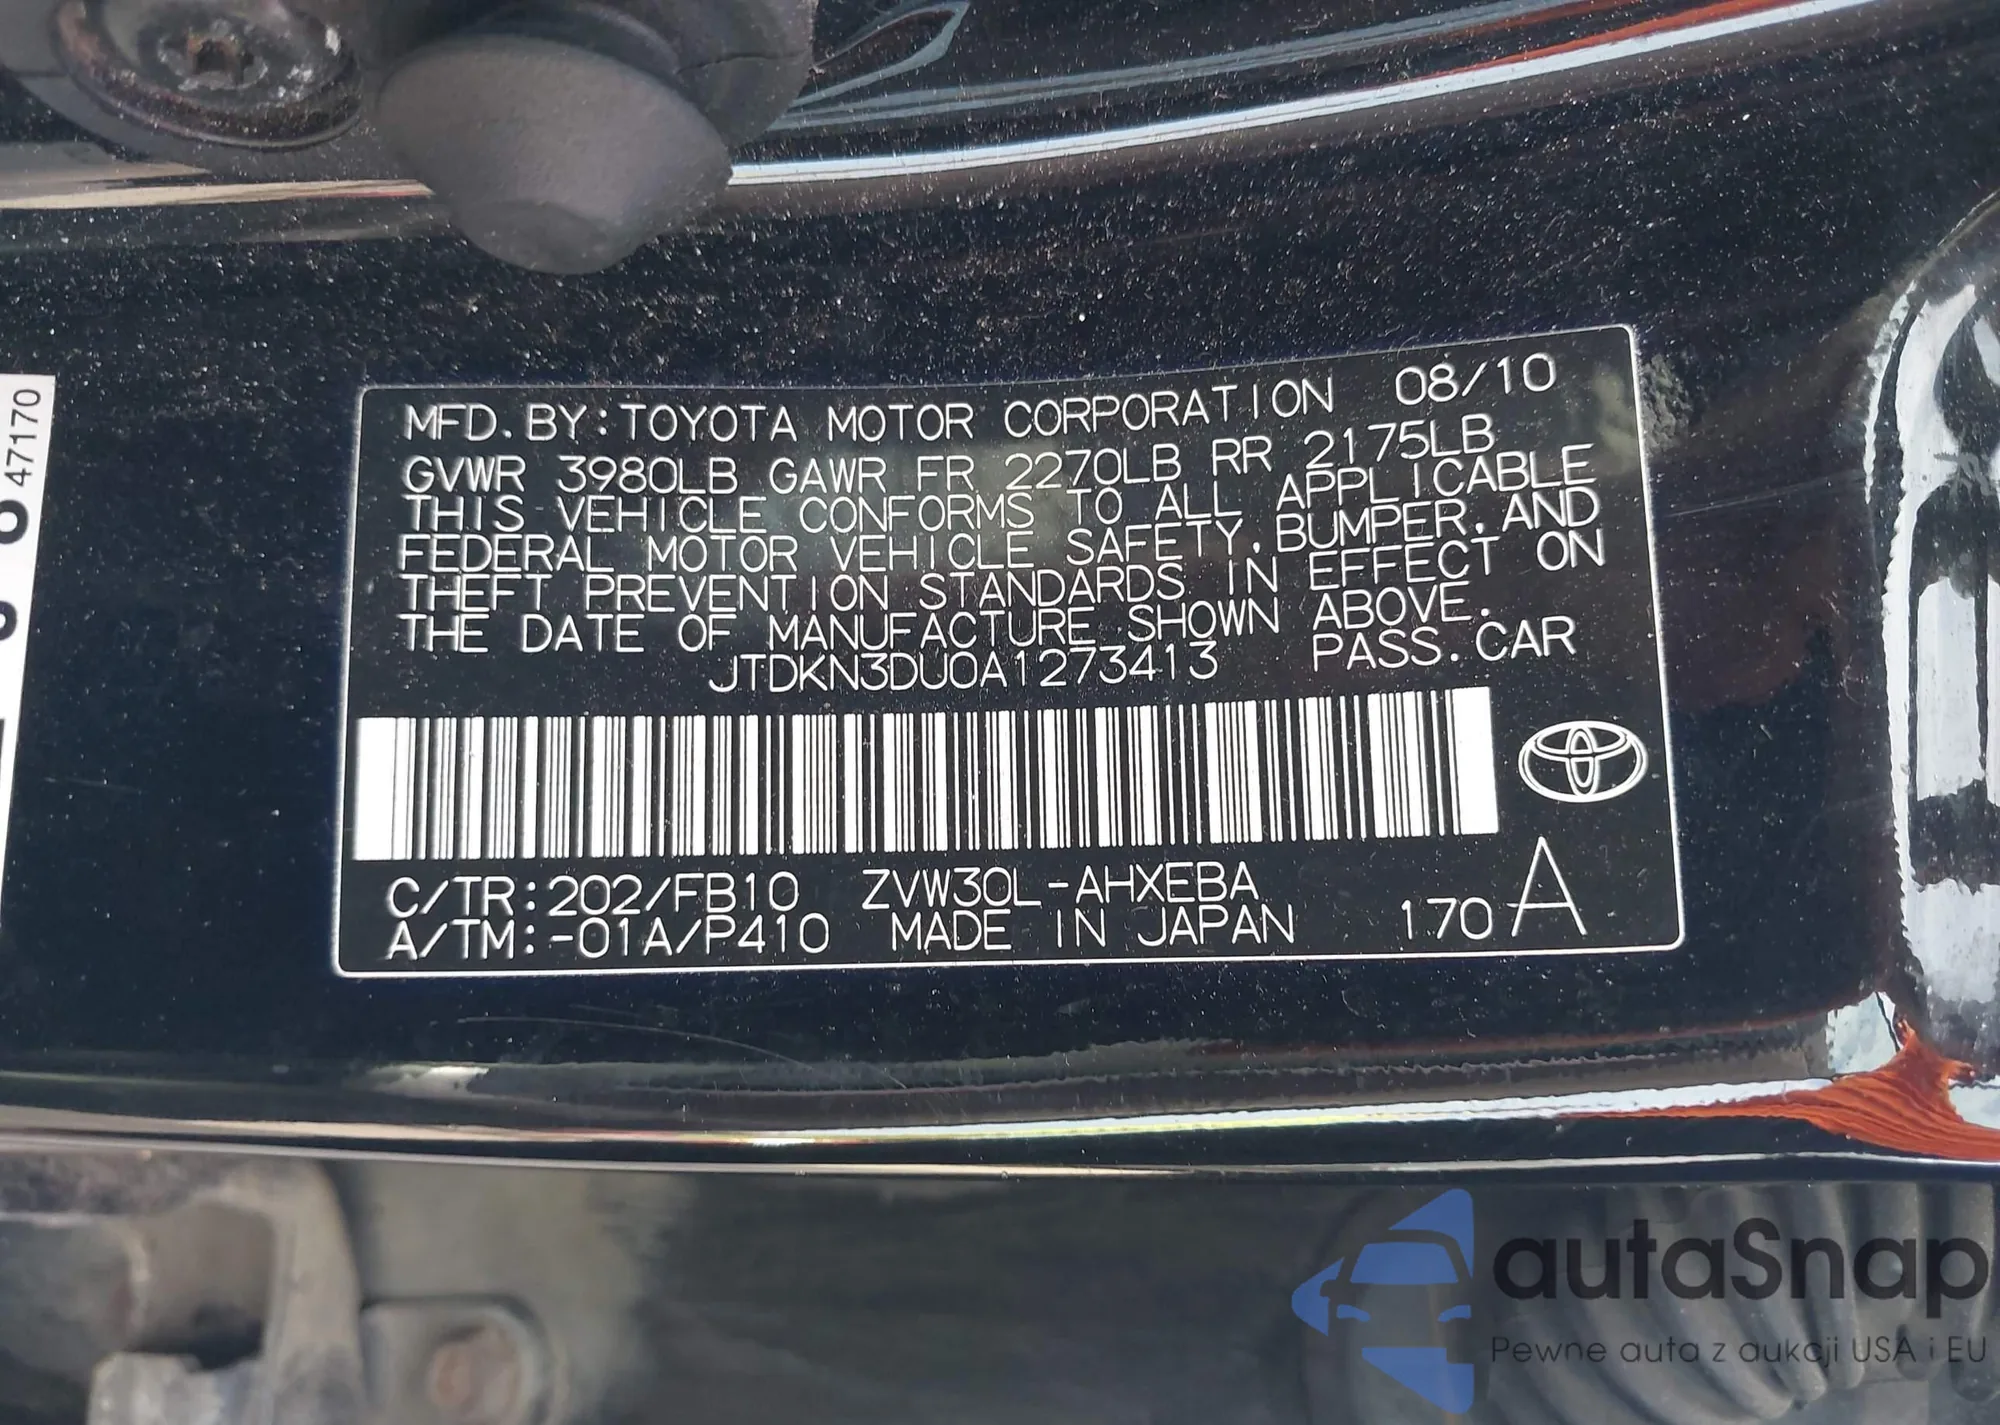 MFD. BY: TOYOTA MOTOR CORPORATION 08/10
GVWR 3980LB GAWR FR 2270LB RR 2175LB
THIS VEHICLE CONFORMS TO ALL APPLICABLE
FEDERAL MOTOR VEHICLE SAFETY, BUMPER, AND
THEFT PREVENTION STANDARDS IN EFFECT ON
THE DATE OF MANUFACTURE SHOWN ABOVE.
JTDKN3DU0A1273413 PASS. CAR
C/TR: 202/FB10 ZVW30L-AHXEBA
A/TM: -01A/P410 MADE IN JAPAN 170 A
47170
autaSnap
Pewne auta z aukcji USA i EU